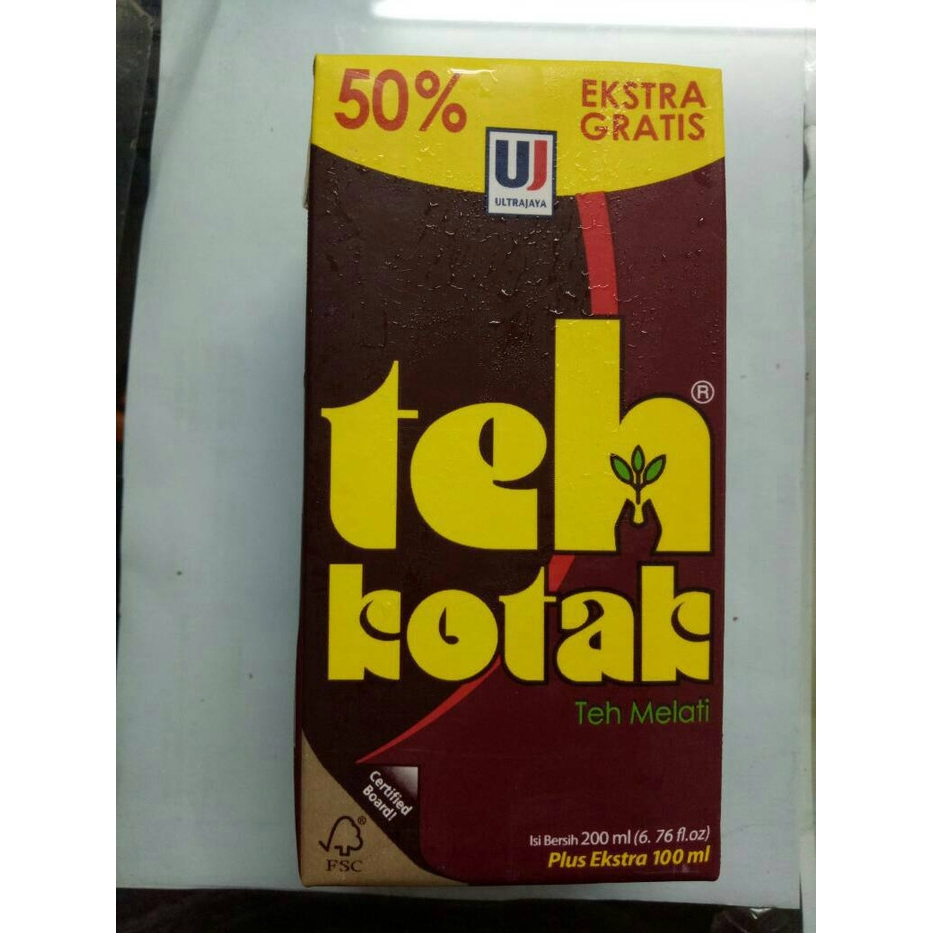 50%
EKSTRA
GRATIS
UJ
ULTRAJAYA
teh®
kotak
Teh Melati
Certified
Board!
FSC®
Isi Bersih 200 ml (6. 76 fl.oz)
Plus Ekstra 100 ml